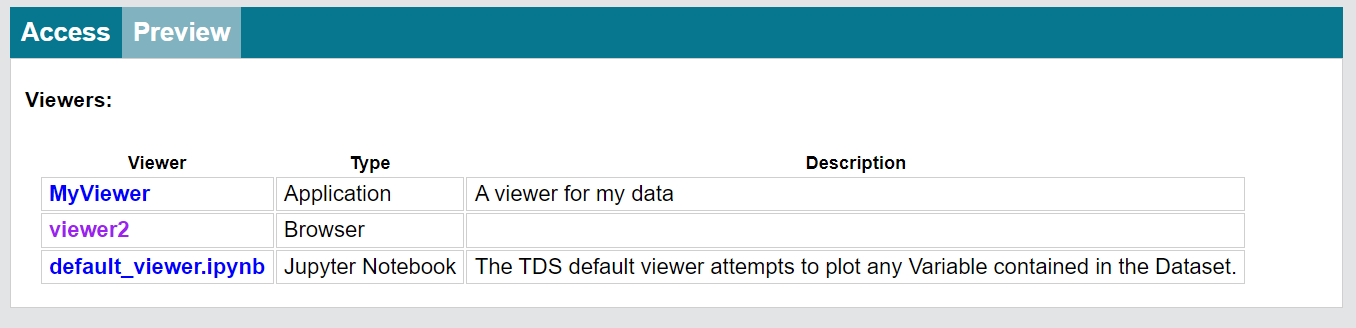 Access Preview
Viewers:
Viewer Type Description
MyViewer Application A viewer for my data
viewer2 Browser
default_viewer.ipynb Jupyter Notebook The TDS default viewer attempts to plot any Variable contained in the Dataset.